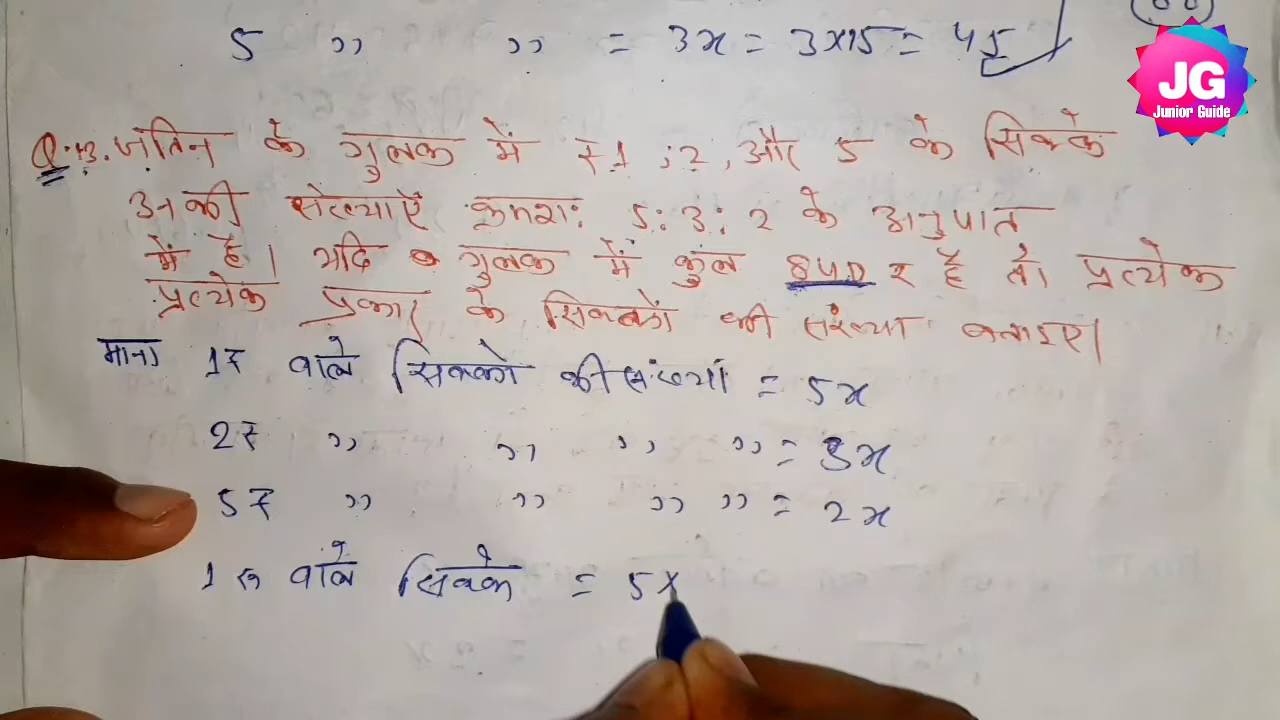 5 ,, ,, = 3x = 3x15 = 45
JG
Junior Guide
Q.13. जतिन के गुलक में ₹1 ; 2 , और 5 के सिक्के
उनकी संख्याएँ क्रमशः 5 : 3 : 2 के अनुपात
में है । यदि गुलक में कुल 840 ₹ है तो प्रत्येक
प्रत्येक प्रकार के सिक्कों की संख्या बताइए।
माना 1₹ वाले सिक्को की संख्या = 5x
2₹ ,, ,, ,, ,, = 3x
5₹ ,, ,, ,, ,, = 2x
1 रु वाले सिक्के = 5x